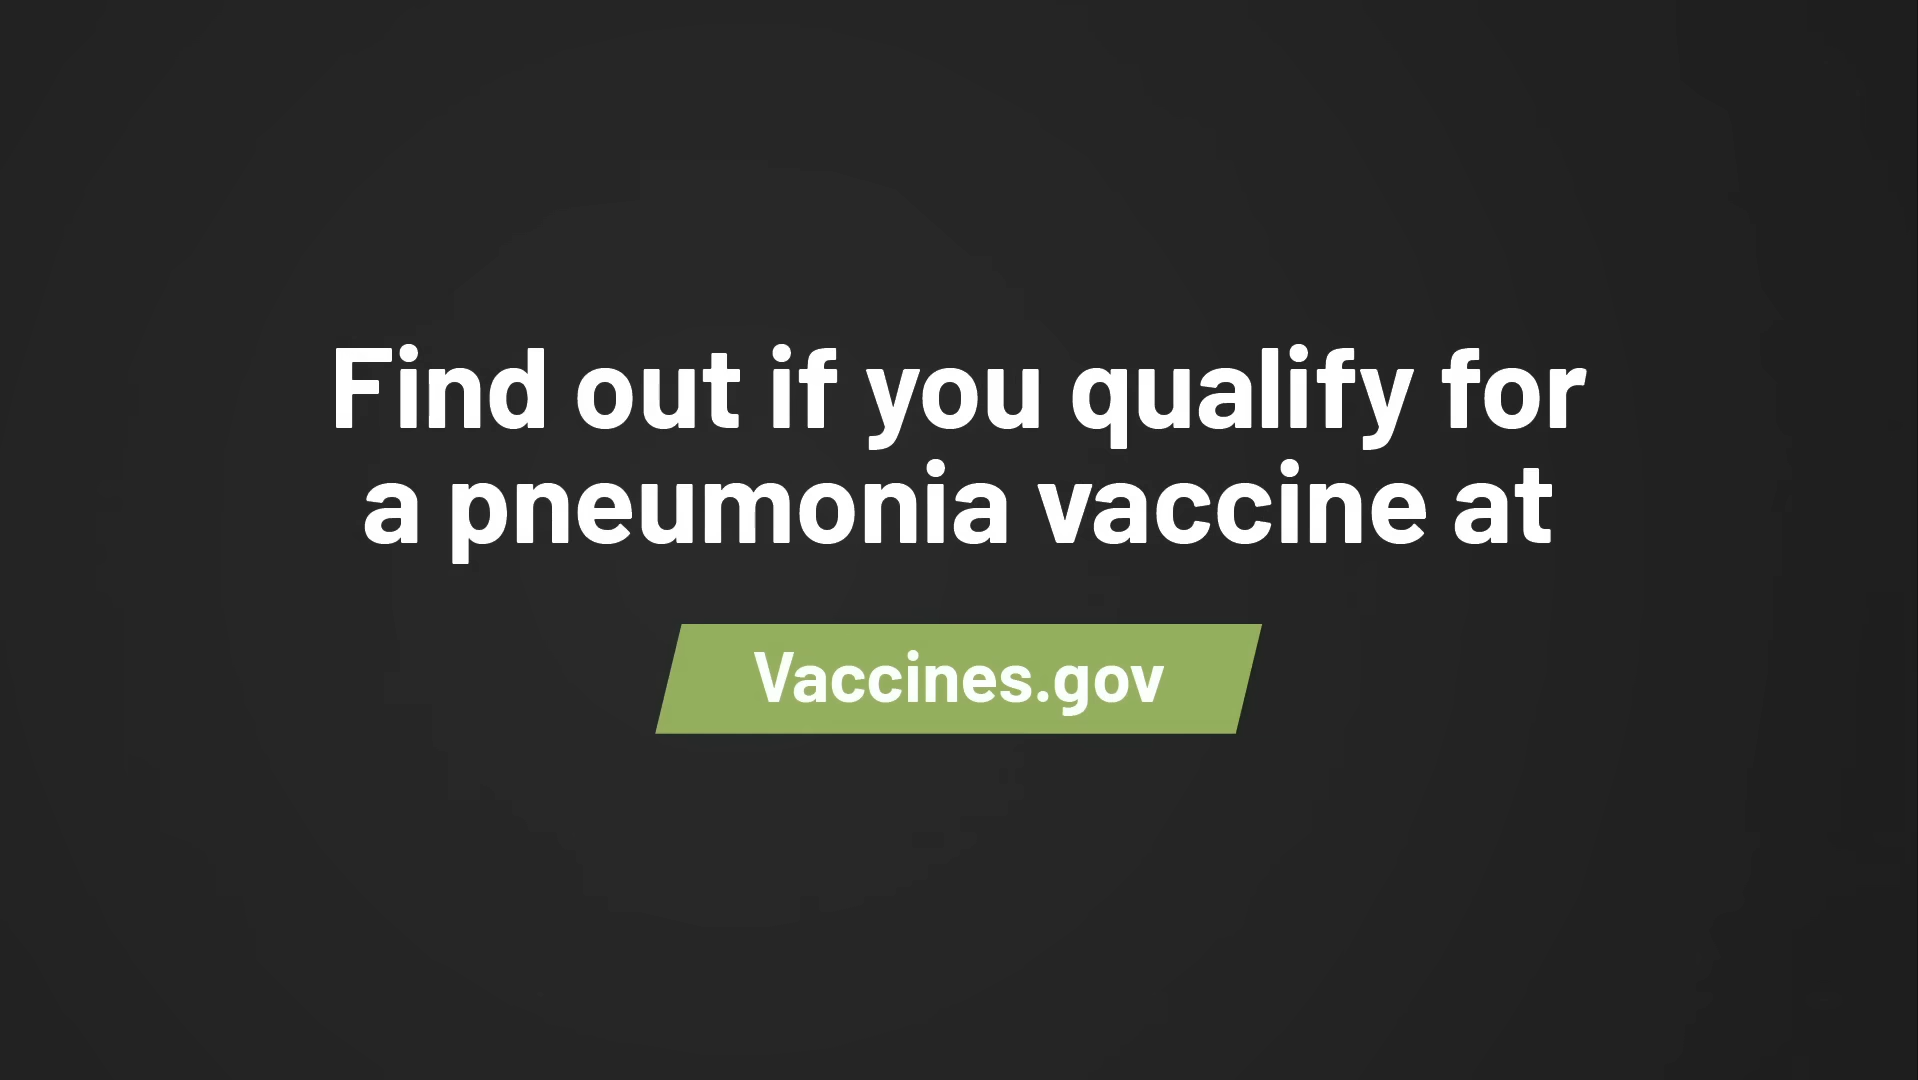 Find out if you qualify for
a pneumonia vaccine at
Vaccines.gov